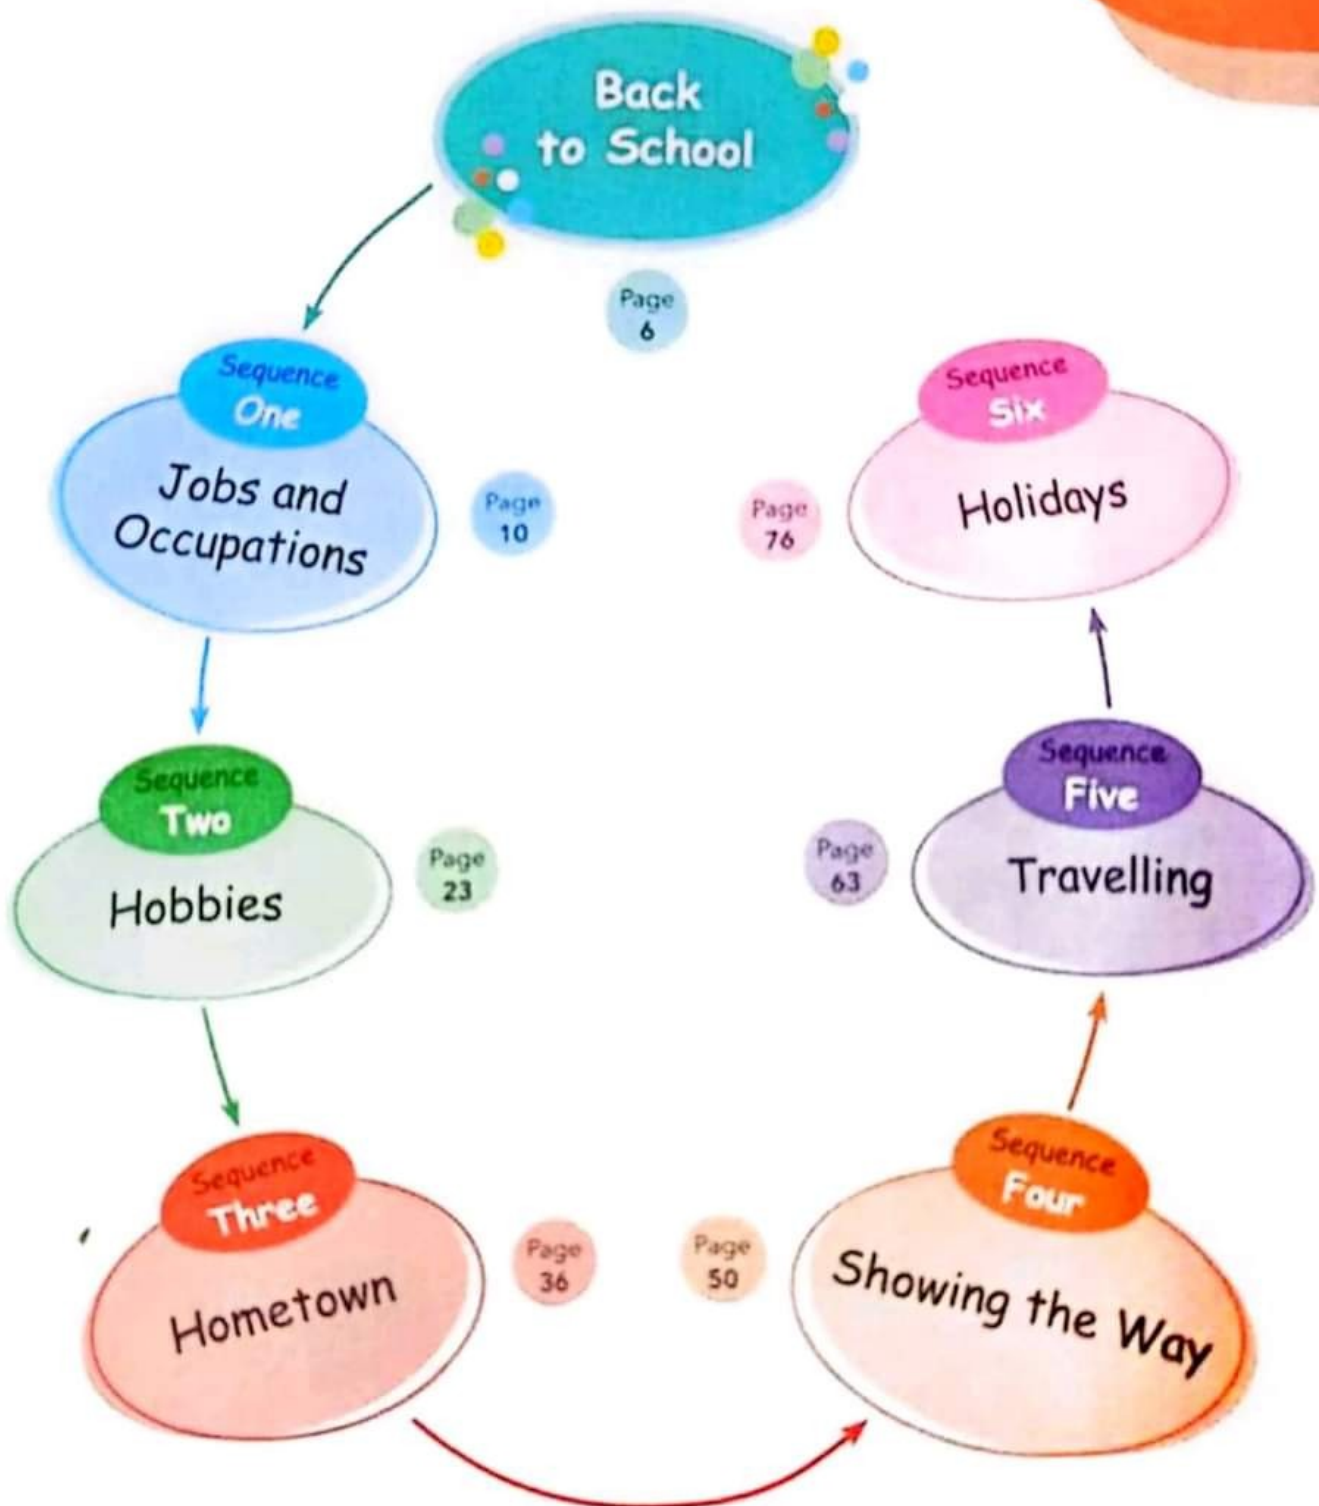 Back
to School
Page
6
Sequence
One
Jobs and
Occupations
Page
10
Sequence
Two
Hobbies
Page
23
Sequence
Three
Hometown
Page
36
Sequence
Four
Showing the Way
Page
50
Sequence
Five
Travelling
Page
63
Sequence
Six
Holidays
Page
76